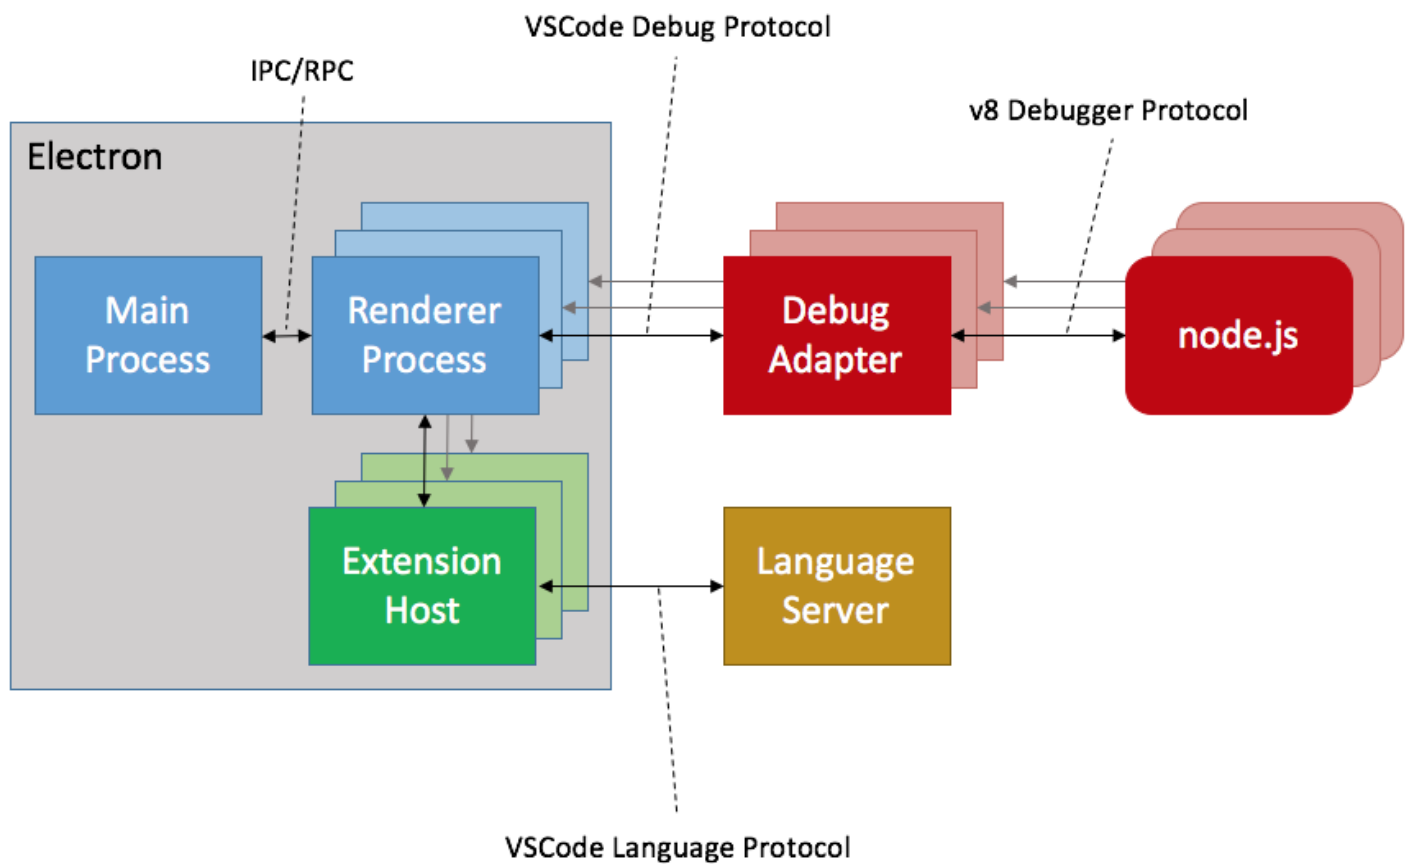 VSCode Debug Protocol
IPC/RPC
v8 Debugger Protocol
Electron
Main
Process
Renderer
Process
Debug
Adapter
node.js
Extension
Host
Language
Server
VSCode Language Protocol